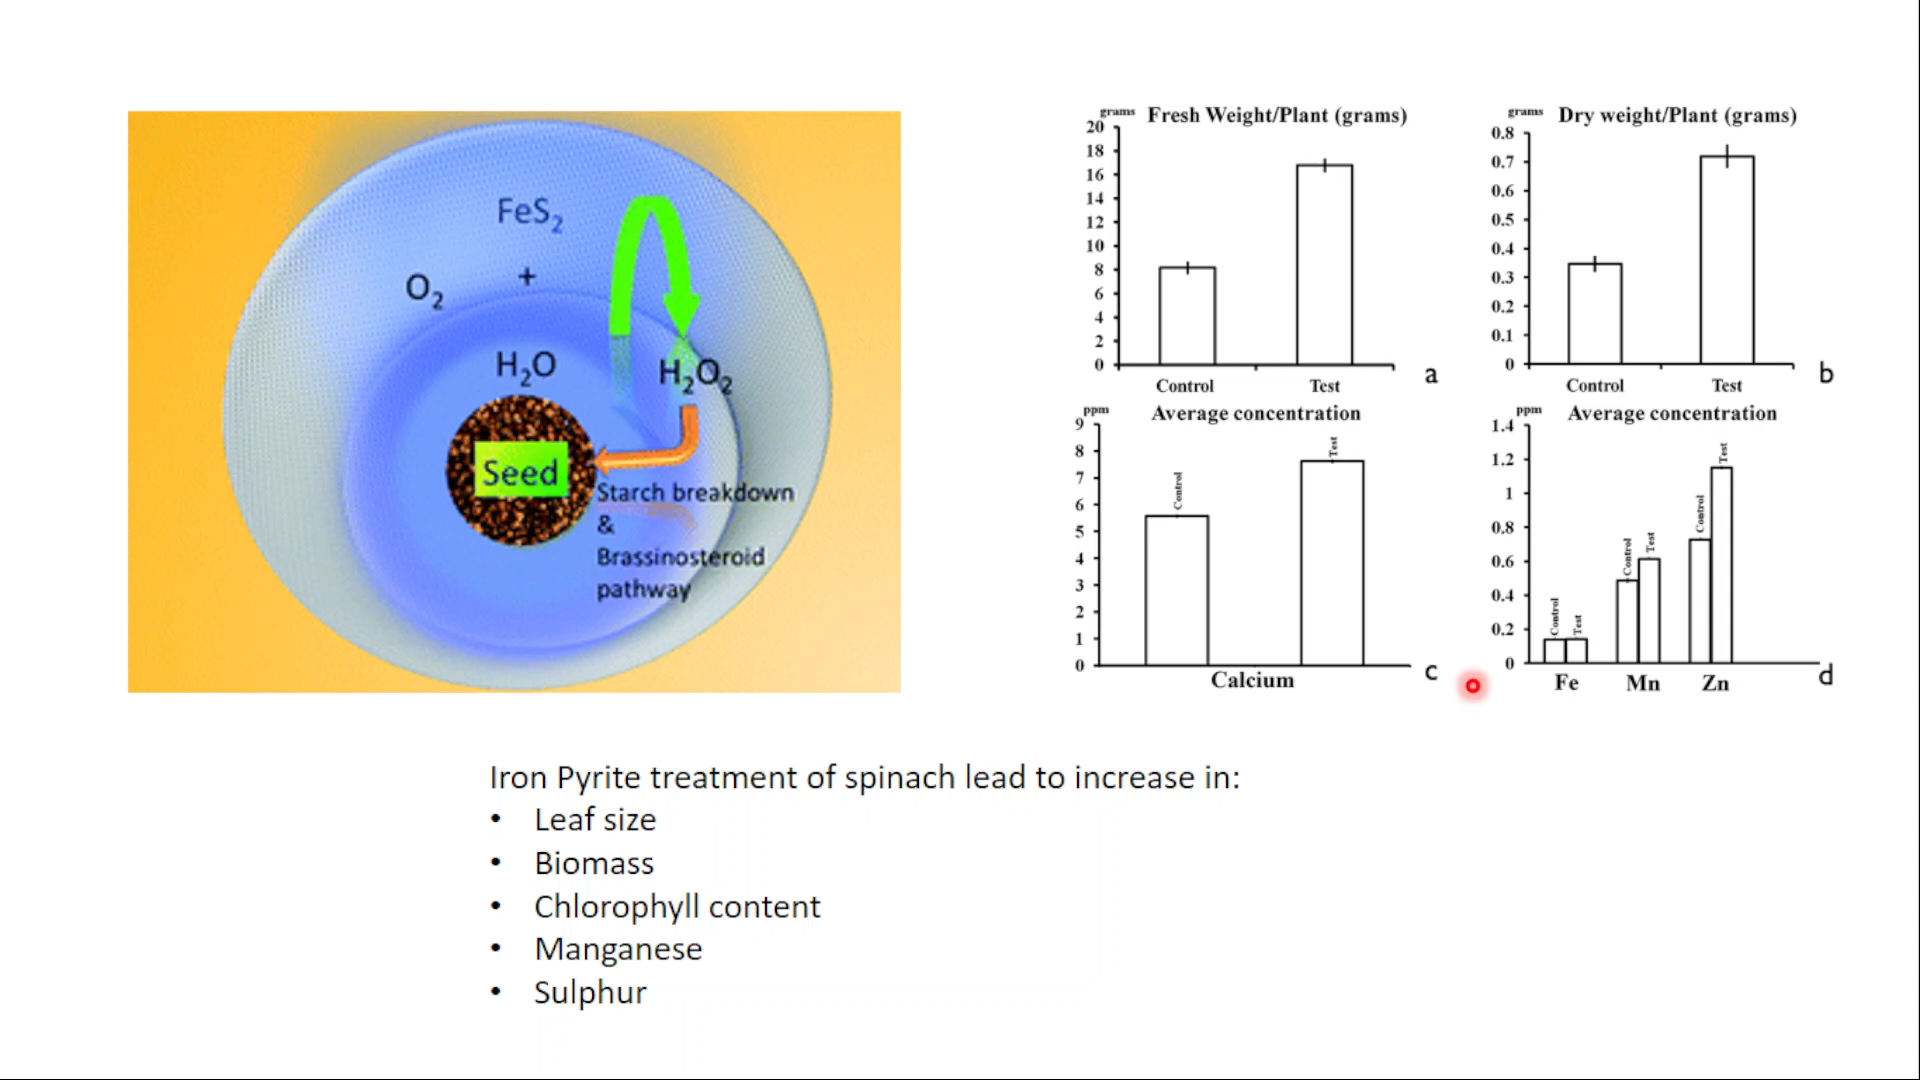 FeS2
+
O2
H2O
H2O2
Seed
Starch breakdown
&
Brassinosteroid
pathway
grams Fresh Weight/Plant (grams)
20
18
16
14
12
10
8
6
4
2
0
Control Test
a
grams Dry weight/Plant (grams)
0.8
0.7
0.6
0.5
0.4
0.3
0.2
0.1
0
Control Test
b
ppm Average concentration
9
8
7
6
5
4
3
2
1
0
Control
Test
Calcium
c
ppm Average concentration
1.4
1.2
1
0.8
0.6
0.4
0.2
0
Control
Test
Control
Test
Control
Test
Fe Mn Zn
d
Iron Pyrite treatment of spinach lead to increase in:
• Leaf size
• Biomass
• Chlorophyll content
• Manganese
• Sulphur